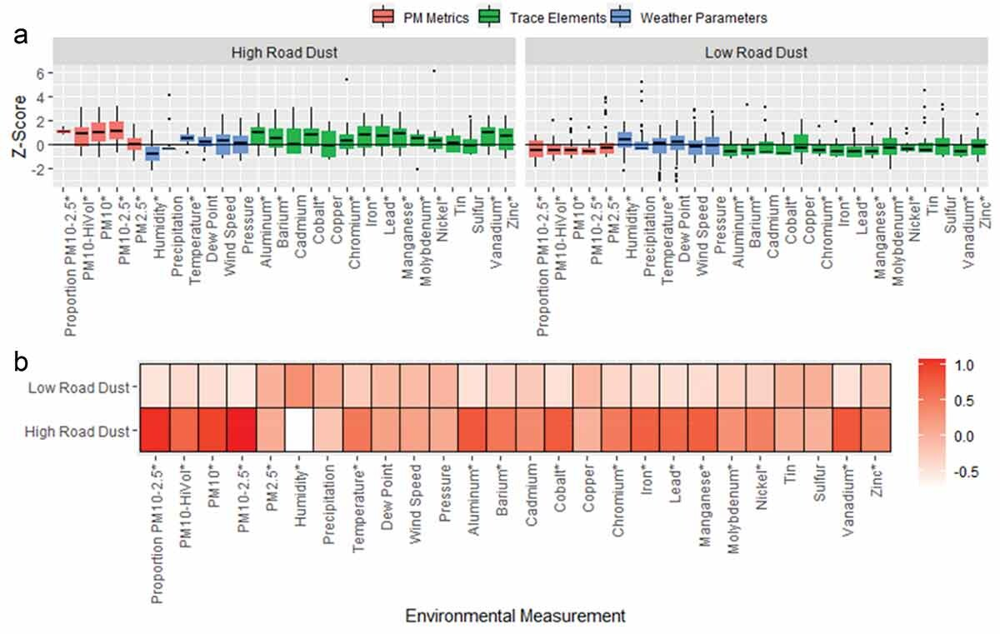 PM Metrics Trace Elements Weather Parameters
a
High Road Dust Low Road Dust
Z-Score
6
4
2
0
-2
Proportion PM10-2.5*
PM10-HiVol*
PM10*
PM10-2.5*
PM2.5*
Humidity*
Precipitation
Temperature*
Dew Point
Wind Speed
Pressure
Aluminum*
Barium*
Cadmium
Cobalt*
Copper
Chromium*
Iron*
Lead*
Manganese*
Molybdenum*
Nickel*
Tin
Sulfur
Vanadium*
Zinc*
Proportion PM10-2.5*
PM10-HiVol*
PM10*
PM10-2.5*
PM2.5*
Humidity*
Precipitation
Temperature*
Dew Point
Wind Speed
Pressure
Aluminum*
Barium*
Cadmium
Cobalt*
Copper
Chromium*
Iron*
Lead*
Manganese*
Molybdenum*
Nickel*
Tin
Sulfur
Vanadium*
Zinc*
b
Low Road Dust
High Road Dust
1.0
0.5
0.0
-0.5
Proportion PM10-2.5*
PM10-HiVol*
PM10*
PM10-2.5*
PM2.5*
Humidity*
Precipitation
Temperature*
Dew Point
Wind Speed
Pressure
Aluminum*
Barium*
Cadmium
Cobalt*
Copper
Chromium*
Iron*
Lead*
Manganese*
Molybdenum*
Nickel*
Tin
Sulfur
Vanadium*
Zinc*
Environmental Measurement